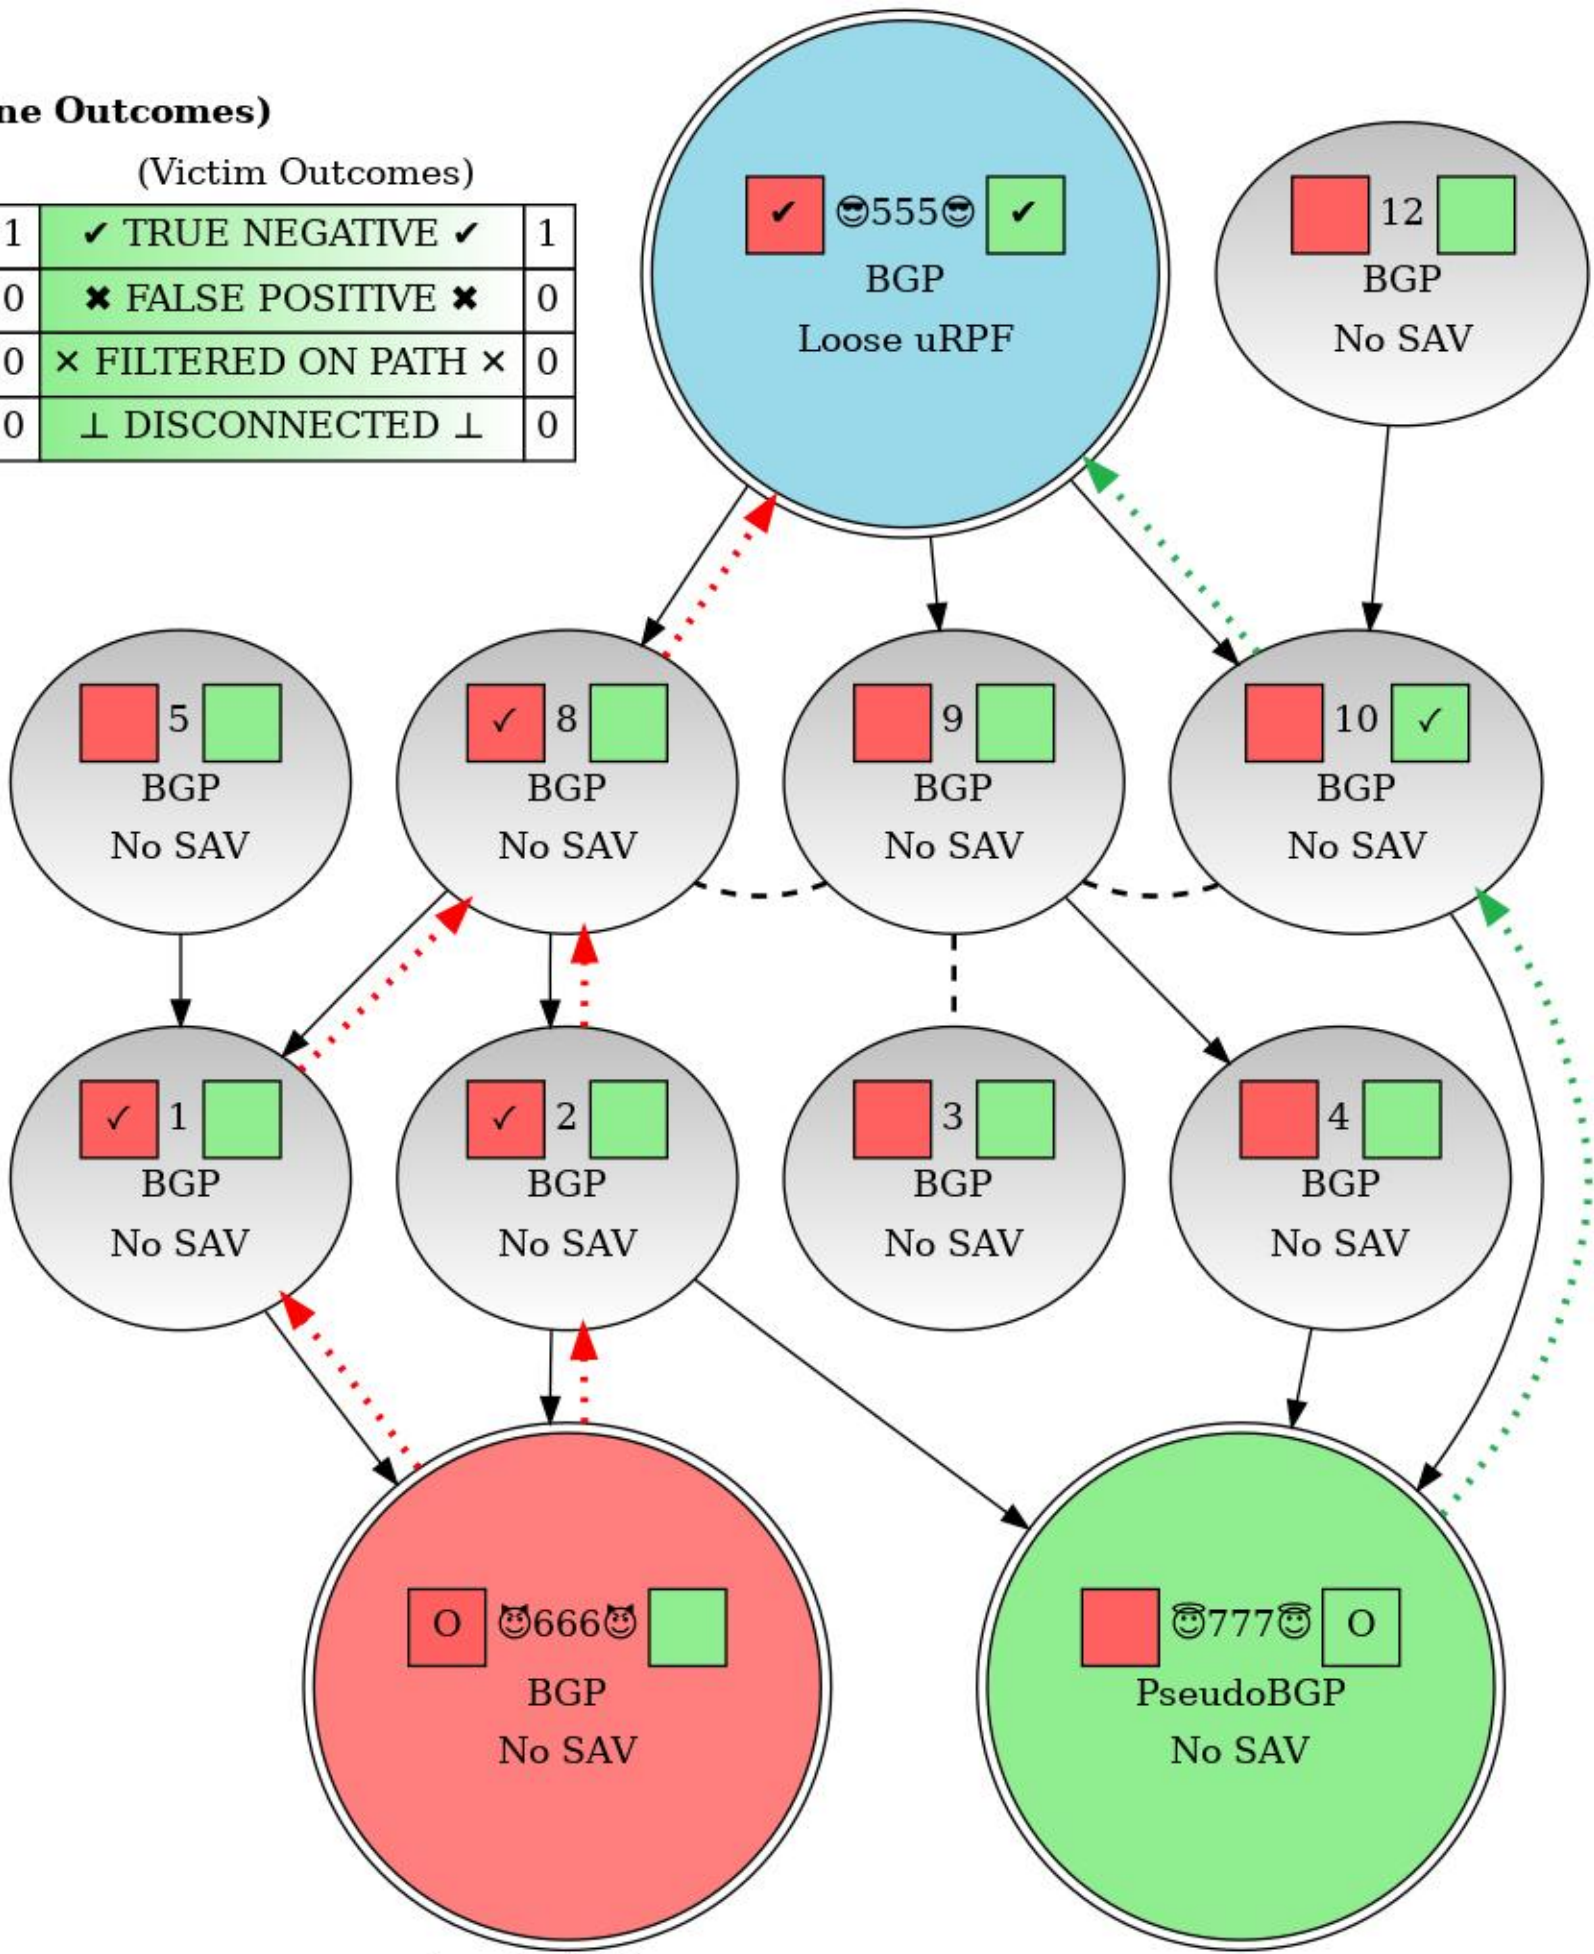 ne Outcomes)
(Victim Outcomes)
1 ✔ TRUE NEGATIVE ✔ 1
0 ✖ FALSE POSITIVE ✖ 0
0 × FILTERED ON PATH × 0
0 ⊥ DISCONNECTED ⊥ 0
✔ 😎555😎 ✔
BGP
Loose uRPF
12
BGP
No SAV
5
BGP
No SAV
✓ 8
BGP
No SAV
9
BGP
No SAV
10 ✓
BGP
No SAV
✓ 1
BGP
No SAV
✓ 2
BGP
No SAV
3
BGP
No SAV
4
BGP
No SAV
O 😈666😈
BGP
No SAV
😇777😇 O
PseudoBGP
No SAV